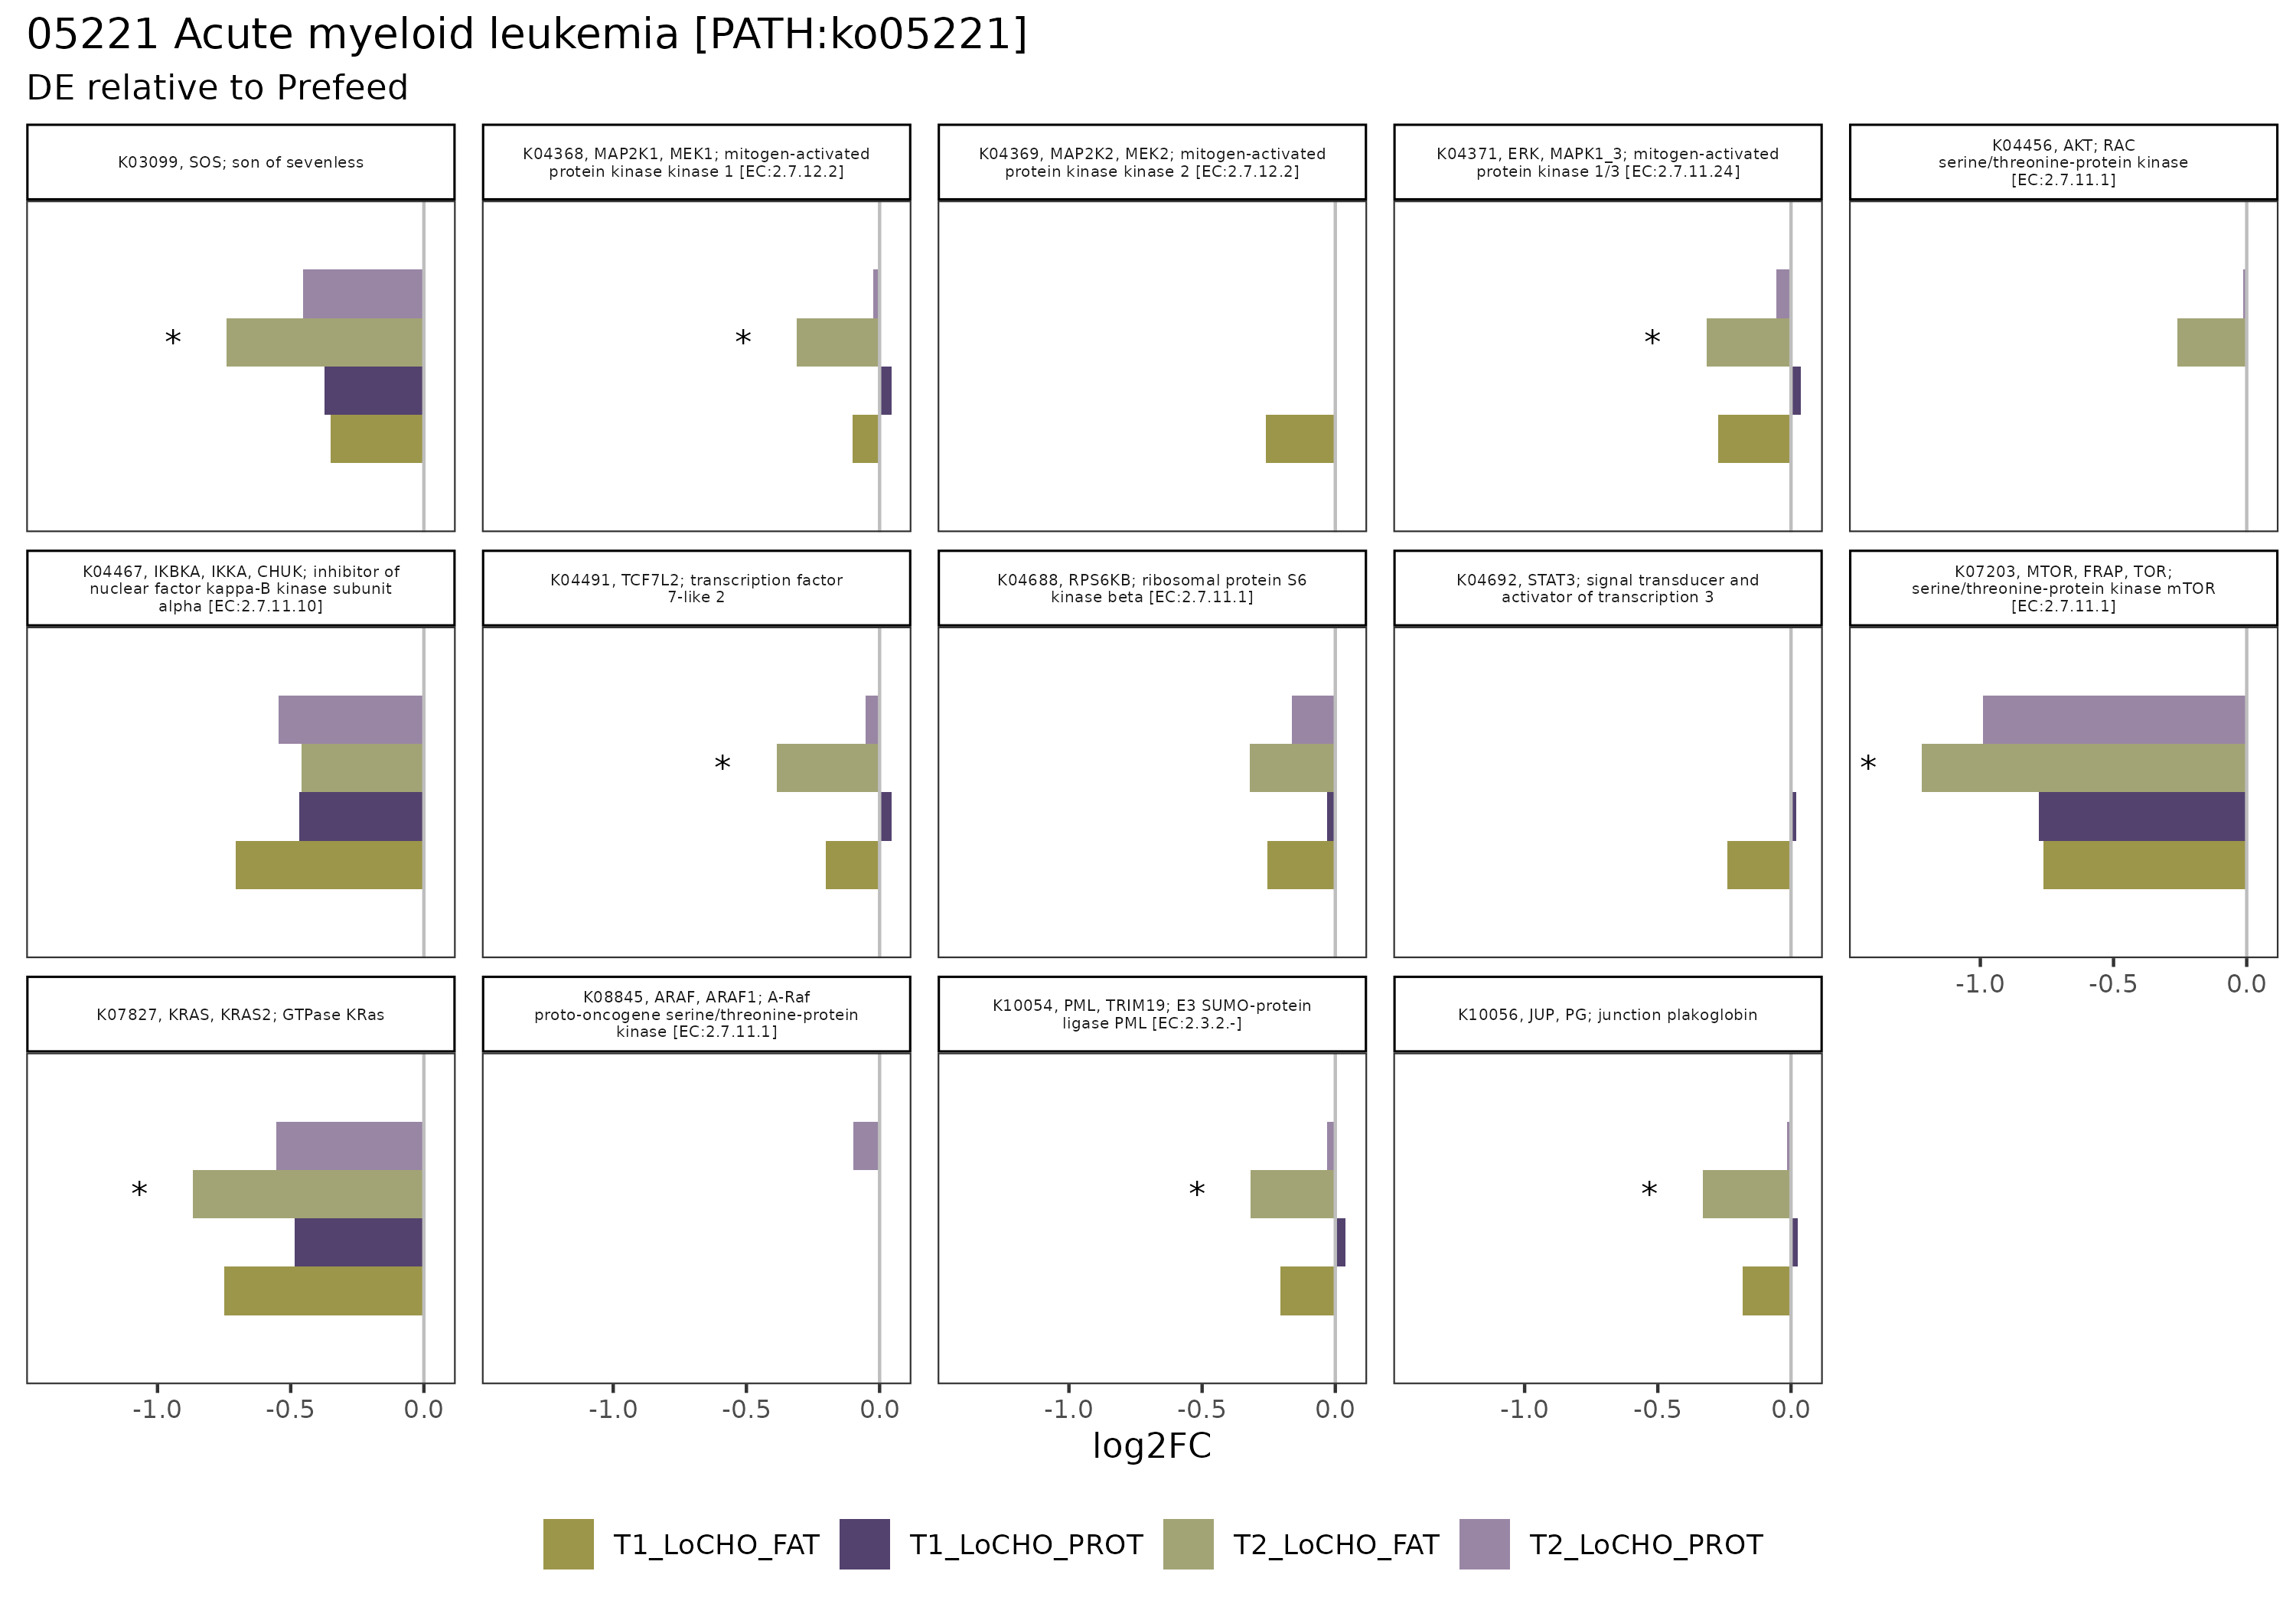 05221 Acute myeloid leukemia [PATH:ko05221]
DE relative to Prefeed
K03099, SOS; son of sevenless
K04368, MAP2K1, MEK1; mitogen-activated
protein kinase kinase 1 [EC:2.7.12.2]
K04369, MAP2K2, MEK2; mitogen-activated
protein kinase kinase 2 [EC:2.7.12.2]
K04371, ERK, MAPK1_3; mitogen-activated
protein kinase 1/3 [EC:2.7.11.24]
K04456, AKT; RAC
serine/threonine-protein kinase
[EC:2.7.11.1]
*
*
*
K04467, IKBKA, IKKA, CHUK; inhibitor of
nuclear factor kappa-B kinase subunit
alpha [EC:2.7.11.10]
K04491, TCF7L2; transcription factor
7-like 2
K04688, RPS6KB; ribosomal protein S6
kinase beta [EC:2.7.11.1]
K04692, STAT3; signal transducer and
activator of transcription 3
K07203, MTOR, FRAP, TOR;
serine/threonine-protein kinase mTOR
[EC:2.7.11.1]
*
*
-1.0 -0.5 0.0
K07827, KRAS, KRAS2; GTPase KRas
K08845, ARAF, ARAF1; A-Raf
proto-oncogene serine/threonine-protein
kinase [EC:2.7.11.1]
K10054, PML, TRIM19; E3 SUMO-protein
ligase PML [EC:2.3.2.-]
K10056, JUP, PG; junction plakoglobin
*
*
*
-1.0 -0.5 0.0
-1.0 -0.5 0.0
-1.0 -0.5 0.0
-1.0 -0.5 0.0
log2FC
T1_LoCHO_FAT
T1_LoCHO_PROT
T2_LoCHO_FAT
T2_LoCHO_PROT